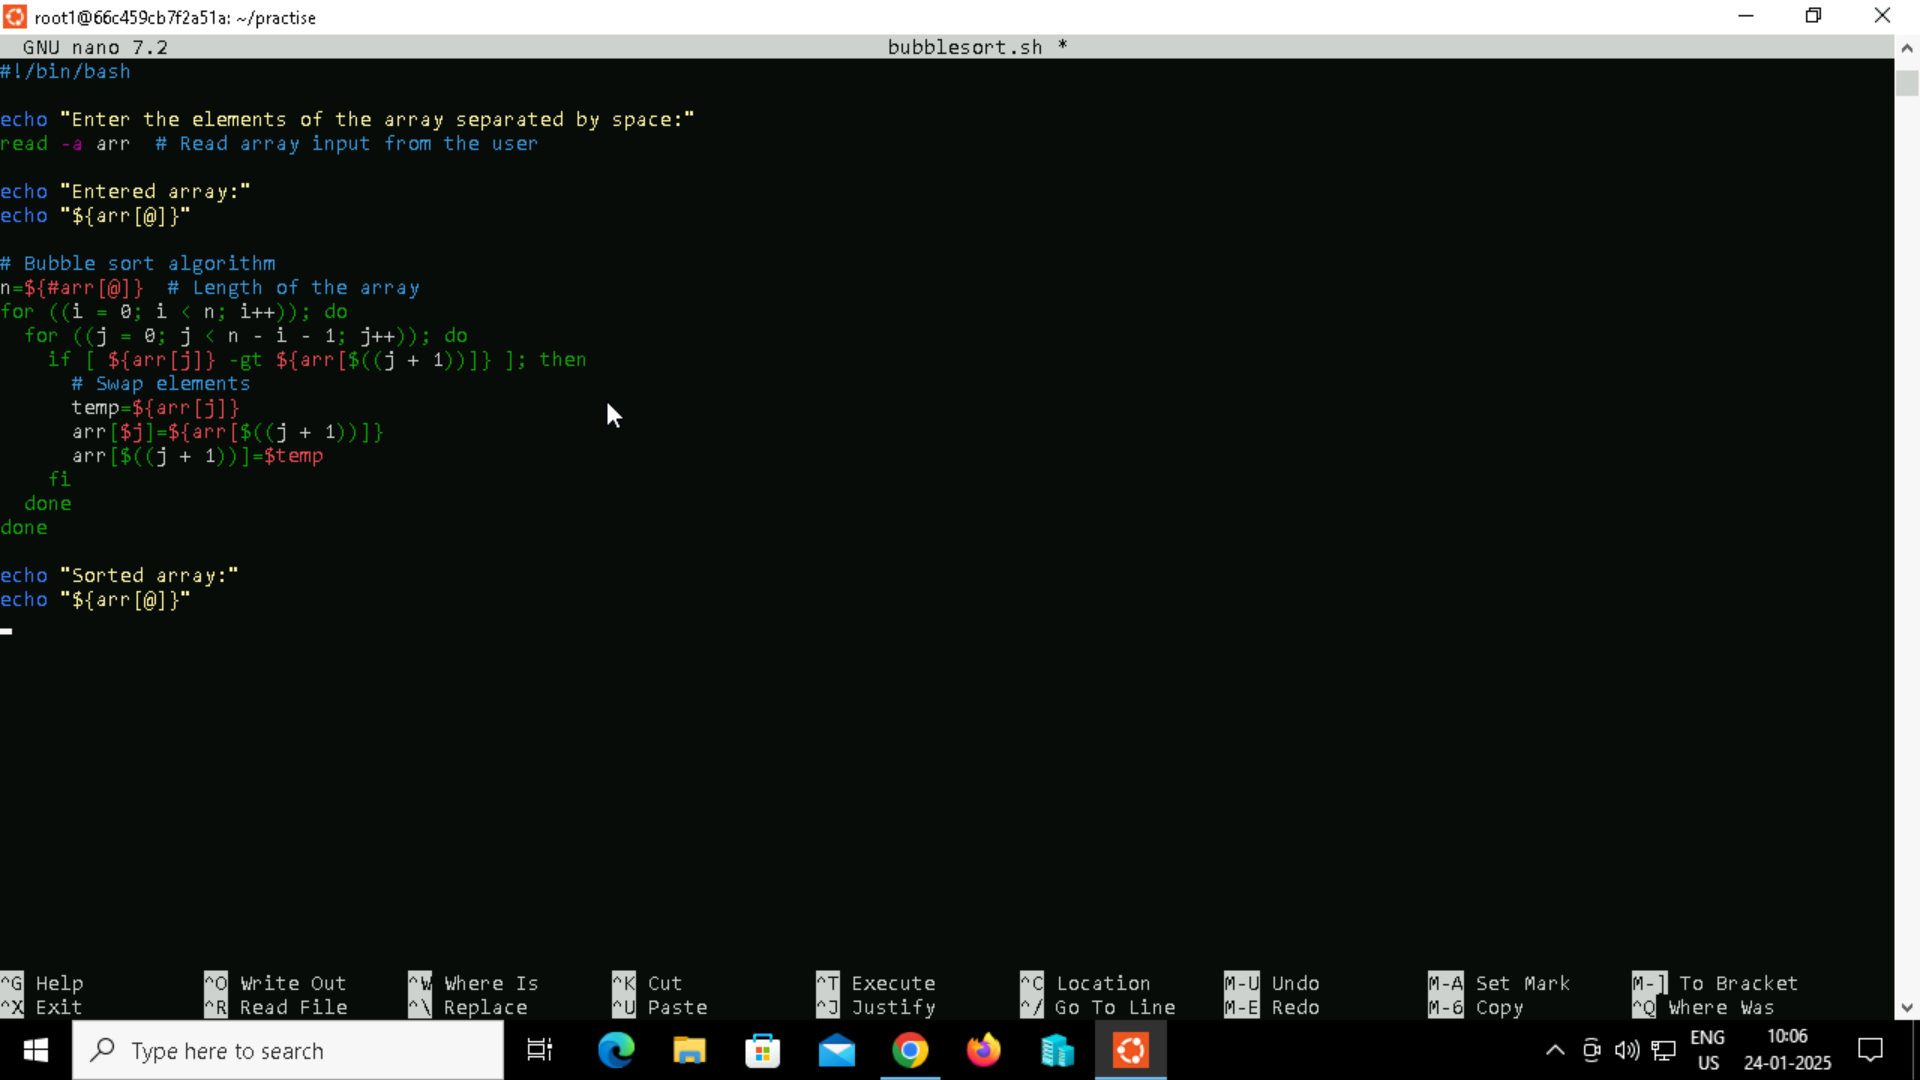 root1@66c459cb7f2a51a: ~/practise
GNU nano 7.2 bubblesort.sh *
#!/bin/bash
echo "Enter the elements of the array separated by space:"
read -a arr  # Read array input from the user
echo "Entered array:"
echo "${arr[@]}"
# Bubble sort algorithm
n=${#arr[@]}  # Length of the array
for ((i = 0; i < n; i++)); do
  for ((j = 0; j < n - i - 1; j++)); do
    if [ ${arr[j]} -gt ${arr[$((j + 1))]} ]; then
      # Swap elements
      temp=${arr[j]}
      arr[$j]=${arr[$((j + 1))]}
      arr[$((j + 1))]=$temp
    fi
  done
done
echo "Sorted array:"
echo "${arr[@]}"
^G Help ^O Write Out ^W Where Is ^K Cut ^T Execute ^C Location M-U Undo M-A Set Mark M-] To Bracket
^X Exit ^R Read File ^\ Replace ^U Paste ^J Justify ^/ Go To Line M-E Redo M-6 Copy ^Q Where Was
Type here to search
ENG
US
10:06
24-01-2025